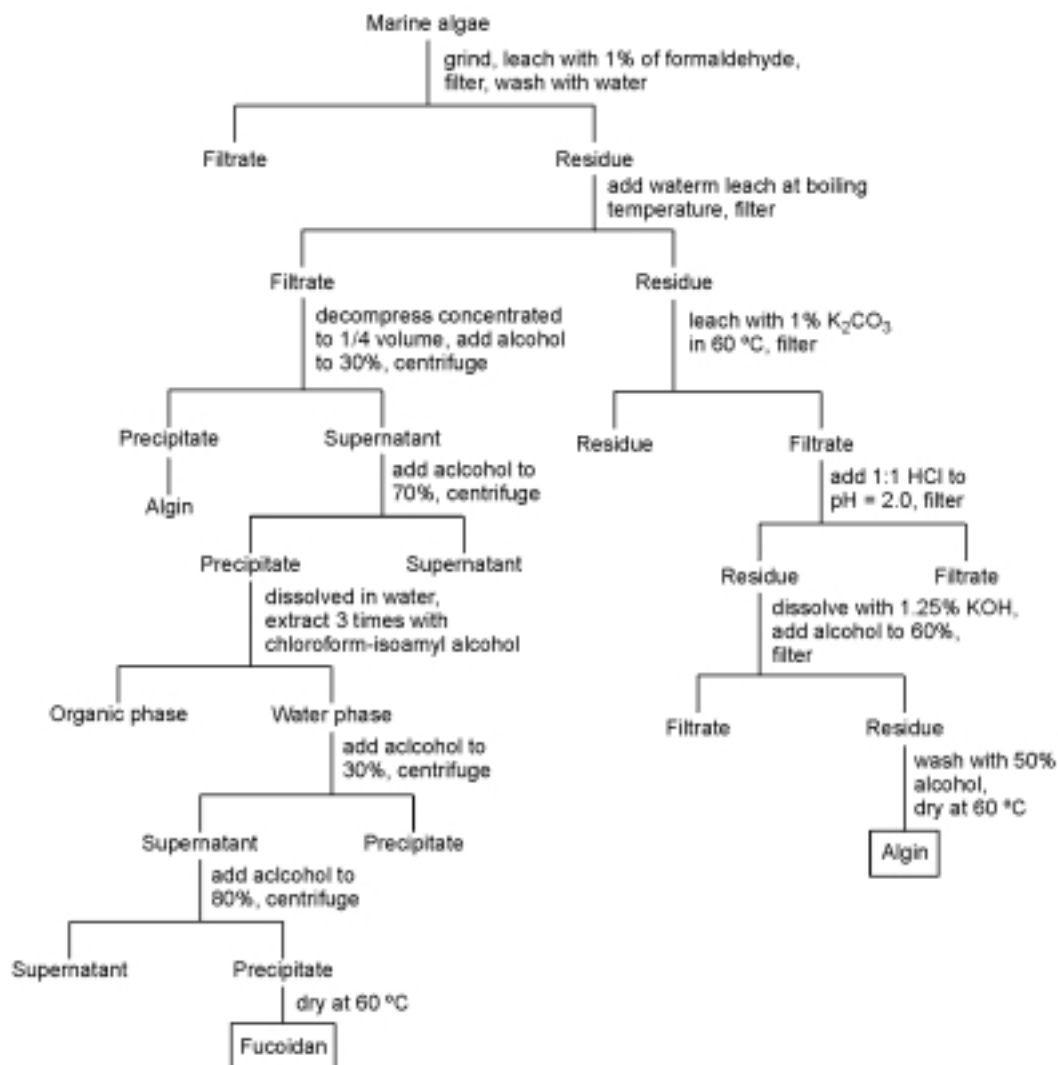 Marine algae
grind, leach with 1% of formaldehyde,
filter, wash with water
Filtrate
Residue
add waterm leach at boiling
temperature, filter
Filtrate
Residue
decompress concentrated
to 1/4 volume, add alcohol
to 30%, centrifuge
leach with 1% K₂CO₃
in 60 ºC, filter
Precipitate
Supernatant
Residue
Filtrate
Algin
add aclcohol to
70%, centrifuge
add 1:1 HCl to
pH = 2.0, filter
Precipitate
Supernatant
Residue
Filtrate
dissolved in water,
extract 3 times with
chloroform-isoamyl alcohol
dissolve with 1.25% KOH,
add alcohol to 60%,
filter
Organic phase
Water phase
Filtrate
Residue
add aclcohol to
30%, centrifuge
wash with 50%
alcohol,
dry at 60 ºC
Supernatant
Precipitate
Algin
add aclcohol to
80%, centrifuge
Supernatant
Precipitate
dry at 60 ºC
Fucoidan